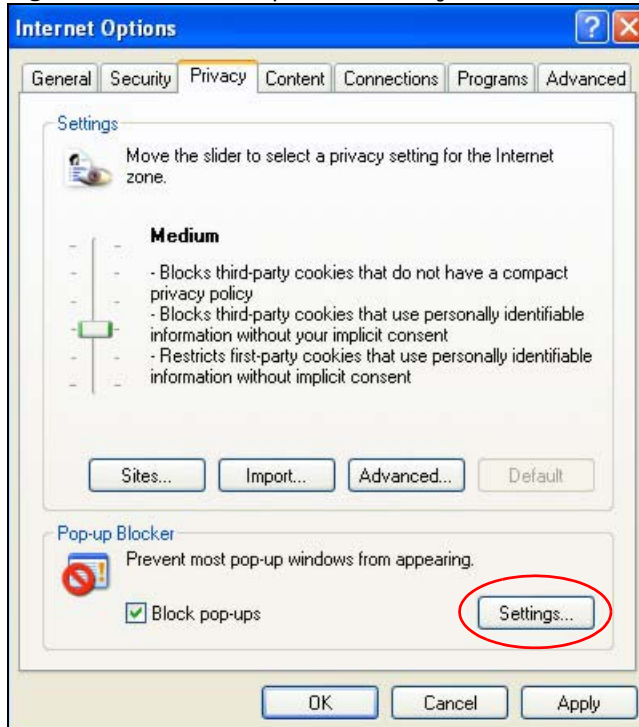 Internet Options
General Security Privacy Content Connections Programs Advanced
Settings
Move the slider to select a privacy setting for the Internet
zone.
Medium
- Blocks third-party cookies that do not have a compact
privacy policy
- Blocks third-party cookies that use personally identifiable
information without your implicit consent
- Restricts first-party cookies that use personally identifiable
information without implicit consent
Sites... Import... Advanced... Default
Pop-up Blocker
Prevent most pop-up windows from appearing.
Block pop-ups Settings...
OK Cancel Apply